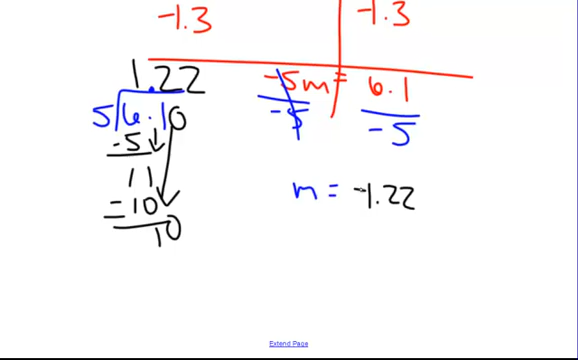 -1.3 -1.3
1.22
-5m = 6.1
-5 -5
5 6.10
-5
11
m = -1.22
=10
10
Extend Page